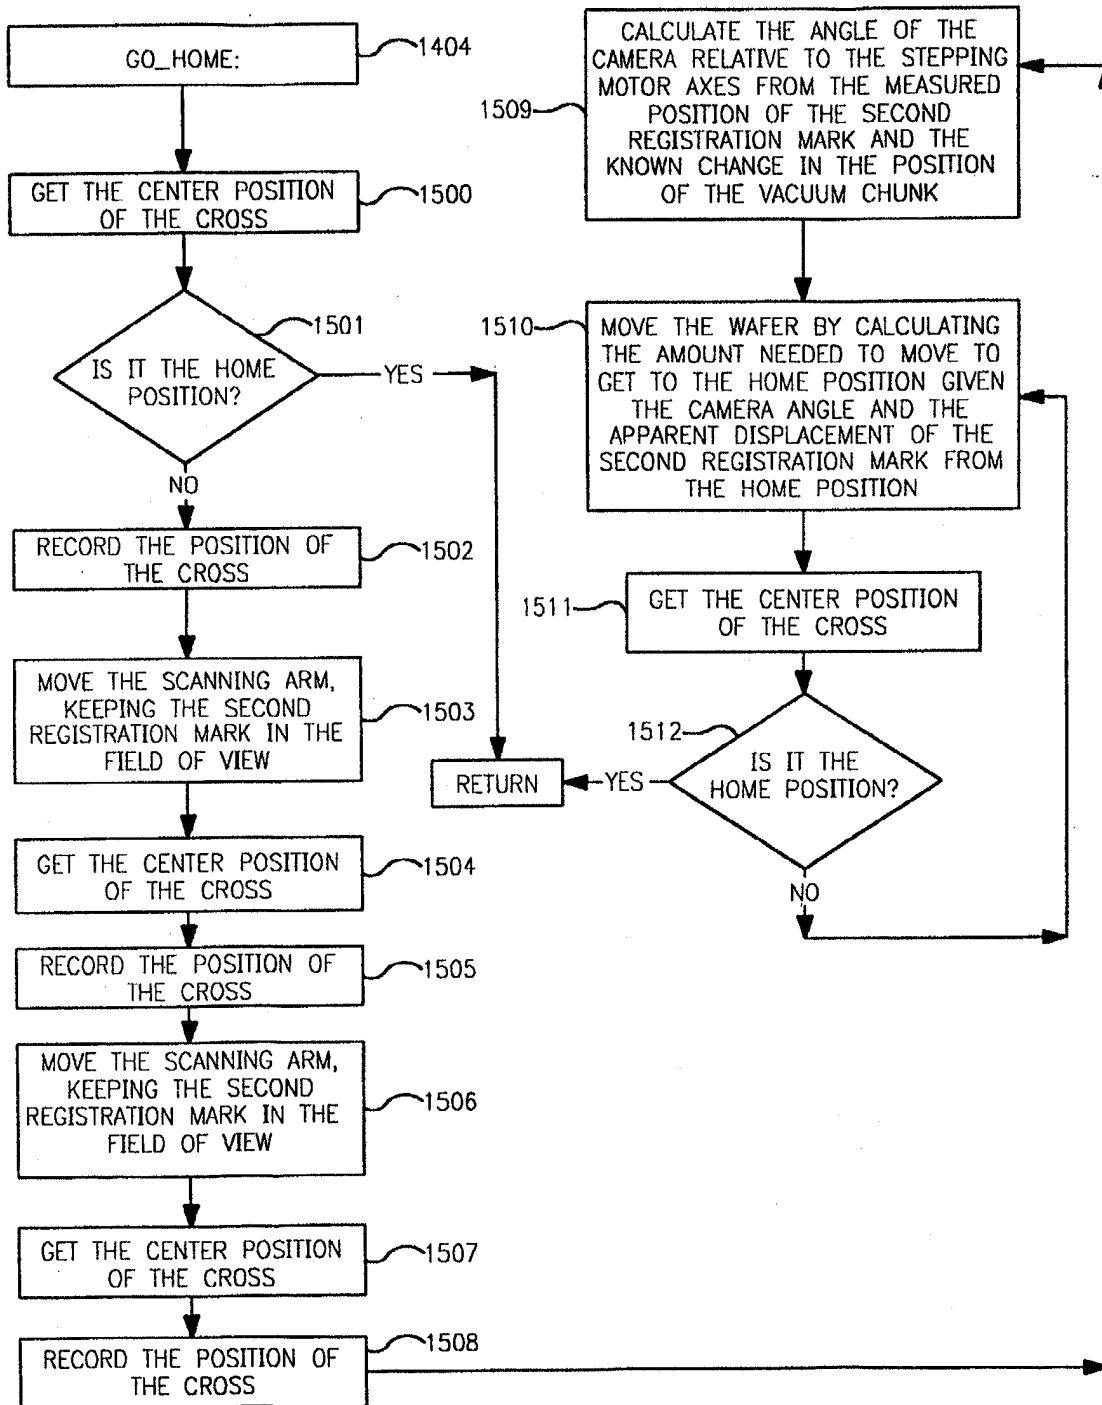 GO_HOME:
1404
GET THE CENTER POSITION
OF THE CROSS
1500
1501
IS IT THE HOME
POSITION?
YES
NO
RECORD THE POSITION OF
THE CROSS
1502
MOVE THE SCANNING ARM,
KEEPING THE SECOND
REGISTRATION MARK IN THE
FIELD OF VIEW
1503
GET THE CENTER POSITION
OF THE CROSS
1504
RECORD THE POSITION OF
THE CROSS
1505
MOVE THE SCANNING ARM,
KEEPING THE SECOND
REGISTRATION MARK IN THE
FIELD OF VIEW
1506
GET THE CENTER POSITION
OF THE CROSS
1507
RECORD THE POSITION OF
THE CROSS
1508
CALCULATE THE ANGLE OF THE
CAMERA RELATIVE TO THE STEPPING
MOTOR AXES FROM THE MEASURED
POSITION OF THE SECOND
REGISTRATION MARK AND THE
KNOWN CHANGE IN THE POSITION
OF THE VACUUM CHUNK
1509
1510
MOVE THE WAFER BY CALCULATING
THE AMOUNT NEEDED TO MOVE TO
GET TO THE HOME POSITION GIVEN
THE CAMERA ANGLE AND THE
APPARENT DISPLACEMENT OF THE
SECOND REGISTRATION MARK FROM
THE HOME POSITION
1511
GET THE CENTER POSITION
OF THE CROSS
1512
IS IT THE
HOME POSITION?
YES
RETURN
NO